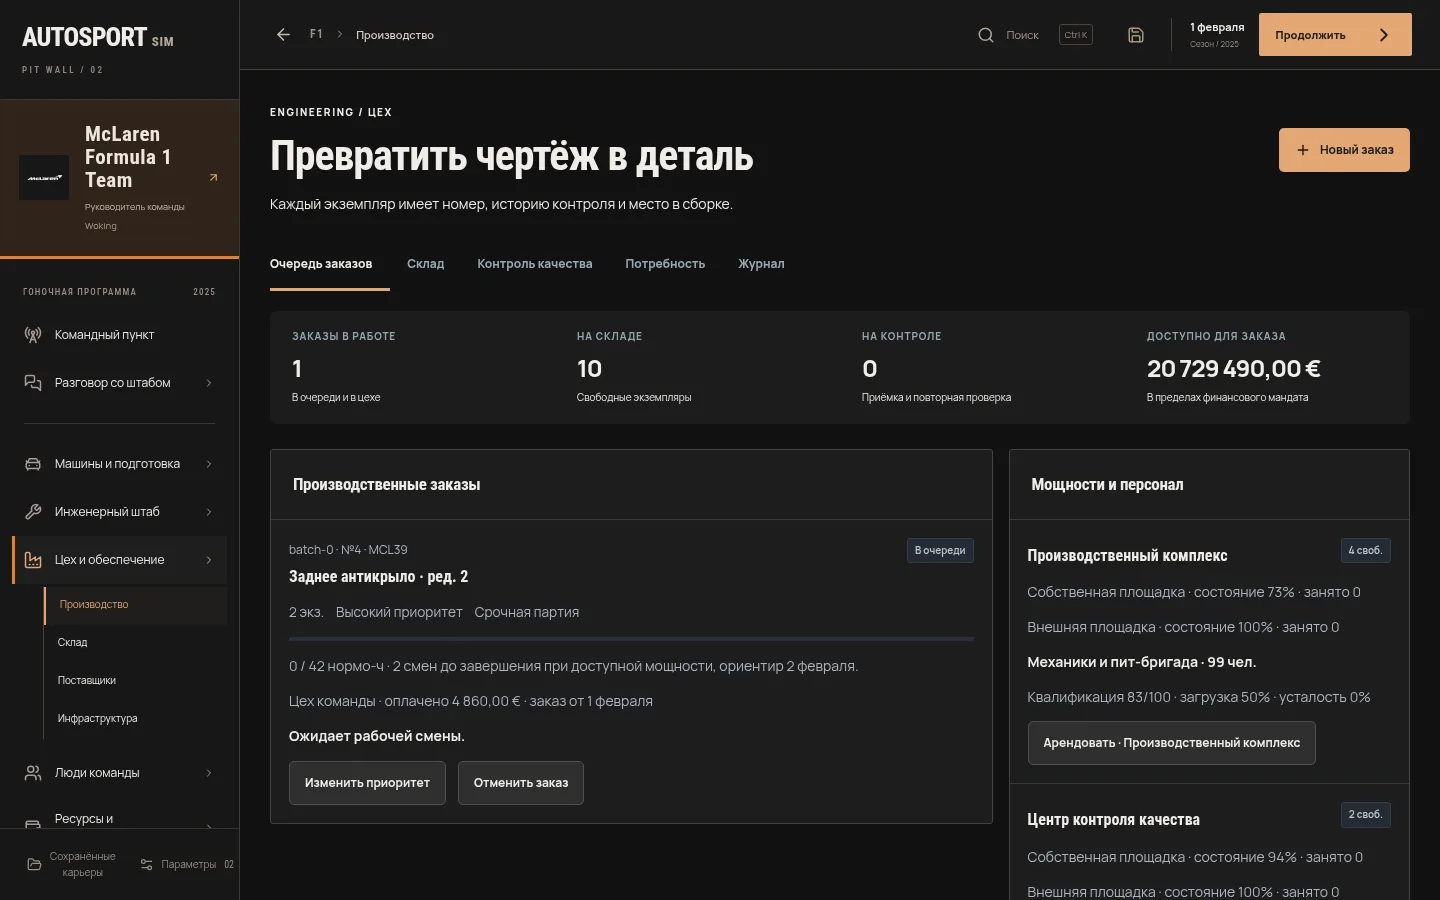 AUTOSPORT SIM
PIT WALL / 02
McLaren
McLaren
Formula 1
Team
Руководитель команды
Woking
ГОНОЧНАЯ ПРОГРАММА 2025
Командный пункт
Разговор со штабом
Машины и подготовка
Инженерный штаб
Цех и обеспечение
Производство
Склад
Поставщики
Инфраструктура
Люди команды
Ресурсы и
Сохранённые
карьеры
Параметры 02
F1 Производство
Поиск Ctrl K
1 февраля
Сезон / 2025
Продолжить
ENGINEERING / ЦЕХ
Превратить чертёж в деталь
Каждый экземпляр имеет номер, историю контроля и место в сборке.
Новый заказ
Очередь заказов Склад Контроль качества Потребность Журнал
ЗАКАЗЫ В РАБОТЕ
1
В очереди и в цехе
НА СКЛАДЕ
10
Свободные экземпляры
НА КОНТРОЛЕ
0
Приёмка и повторная проверка
ДОСТУПНО ДЛЯ ЗАКАЗА
20 729 490,00 €
В пределах финансового мандата
Производственные заказы
batch-0 · №4 · MCL39
В очереди
Заднее антикрыло · ред. 2
2 экз. Высокий приоритет Срочная партия
0 / 42 нормо-ч · 2 смен до завершения при доступной мощности, ориентир 2 февраля.
Цех команды · оплачено 4 860,00 € · заказ от 1 февраля
Ожидает рабочей смены.
Изменить приоритет Отменить заказ
Мощности и персонал
Производственный комплекс 4 своб.
Собственная площадка · состояние 73% · занято 0
Внешняя площадка · состояние 100% · занято 0
Механики и пит-бригада · 99 чел.
Квалификация 83/100 · загрузка 50% · усталость 0%
Арендовать · Производственный комплекс
Центр контроля качества 2 своб.
Собственная площадка · состояние 94% · занято 0
Внешняя площадка · состояние 100% · занято 0